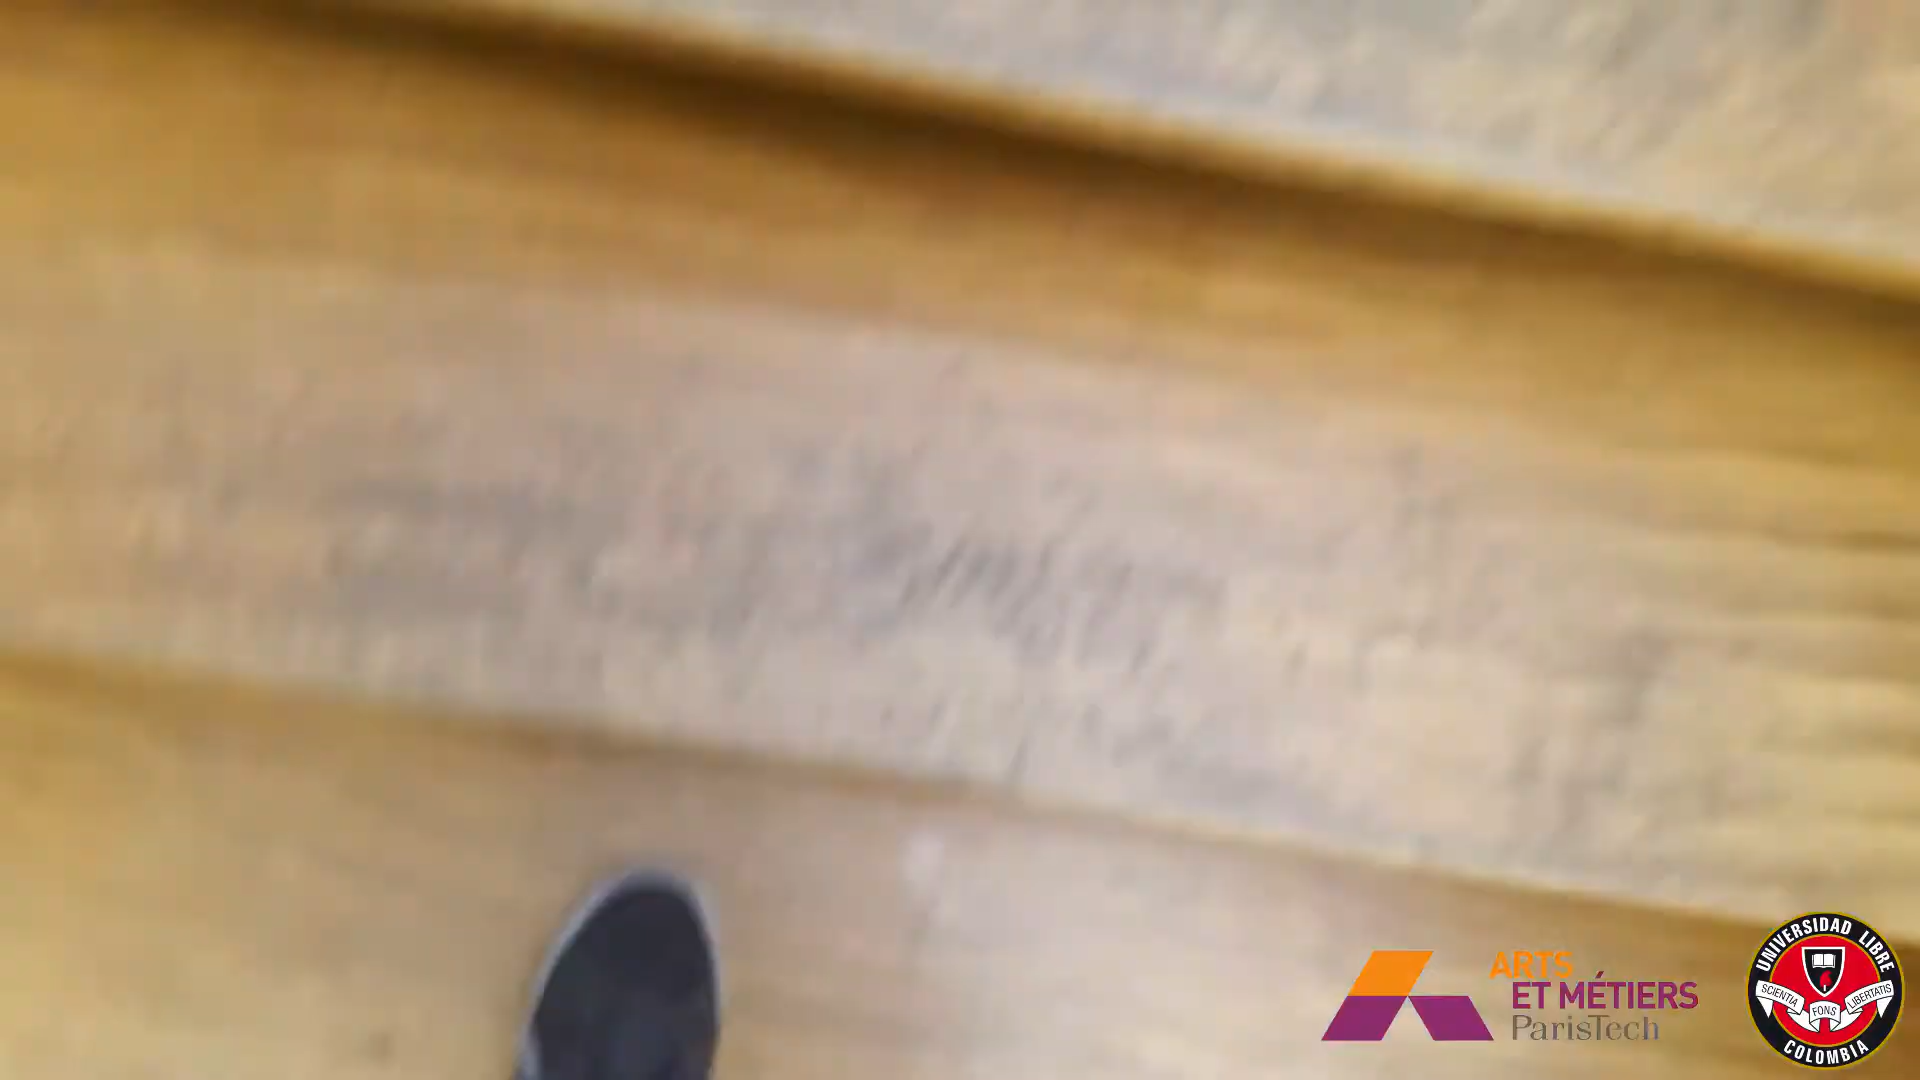 ARTS
ET MÉTIERS
ParisTech
UNIVERSIDAD LIBRE
SCIENTIA
FONS
LIBERTATIS
COLOMBIA